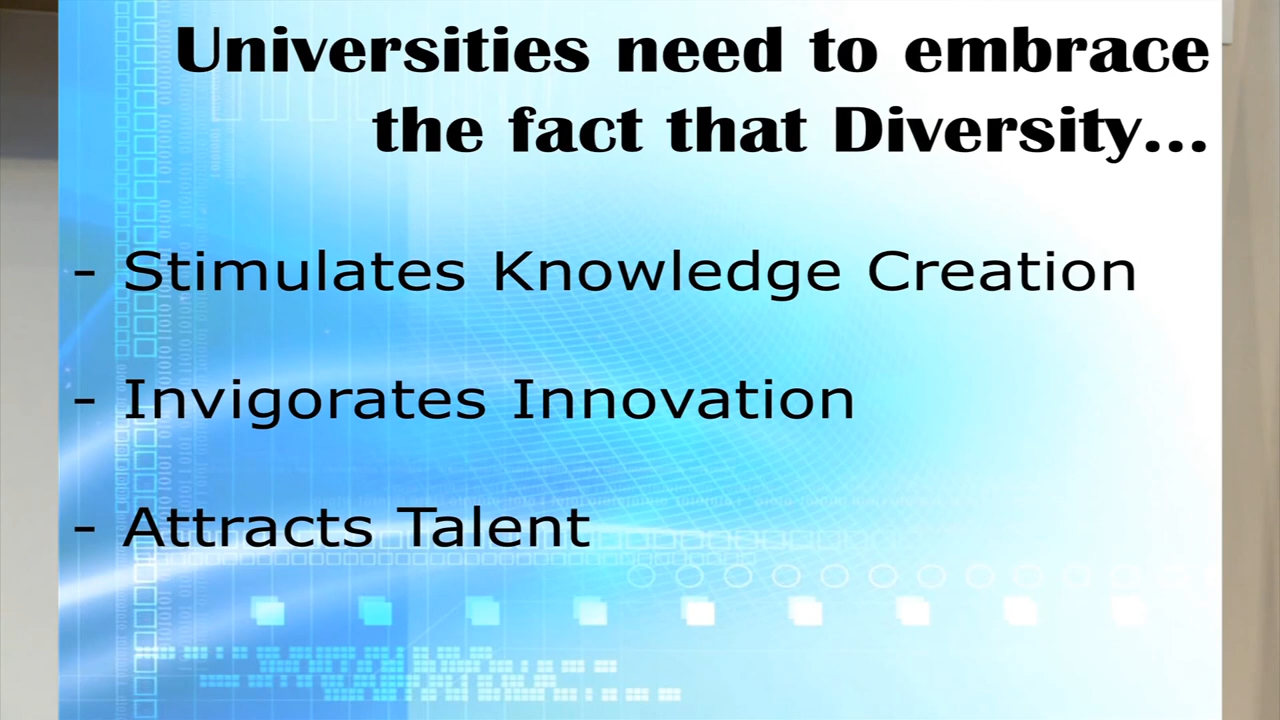 Universities need to embrace
the fact that Diversity...
- Stimulates Knowledge Creation
- Invigorates Innovation
- Attracts Talent